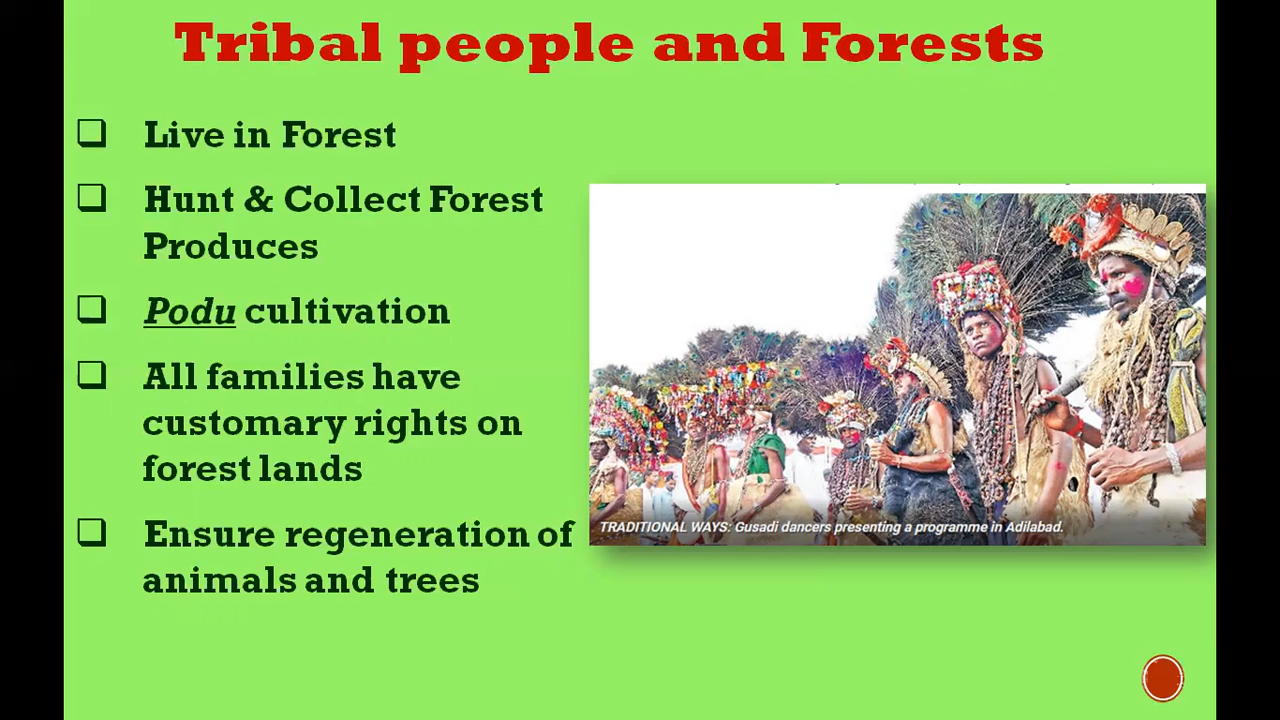 Tribal people and Forests
Live in Forest
Hunt & Collect Forest
Produces
Podu cultivation
All families have
customary rights on
forest lands
Ensure regeneration of
animals and trees
TRADITIONAL WAYS: Gusadi dancers presenting a programme in Adilabad.